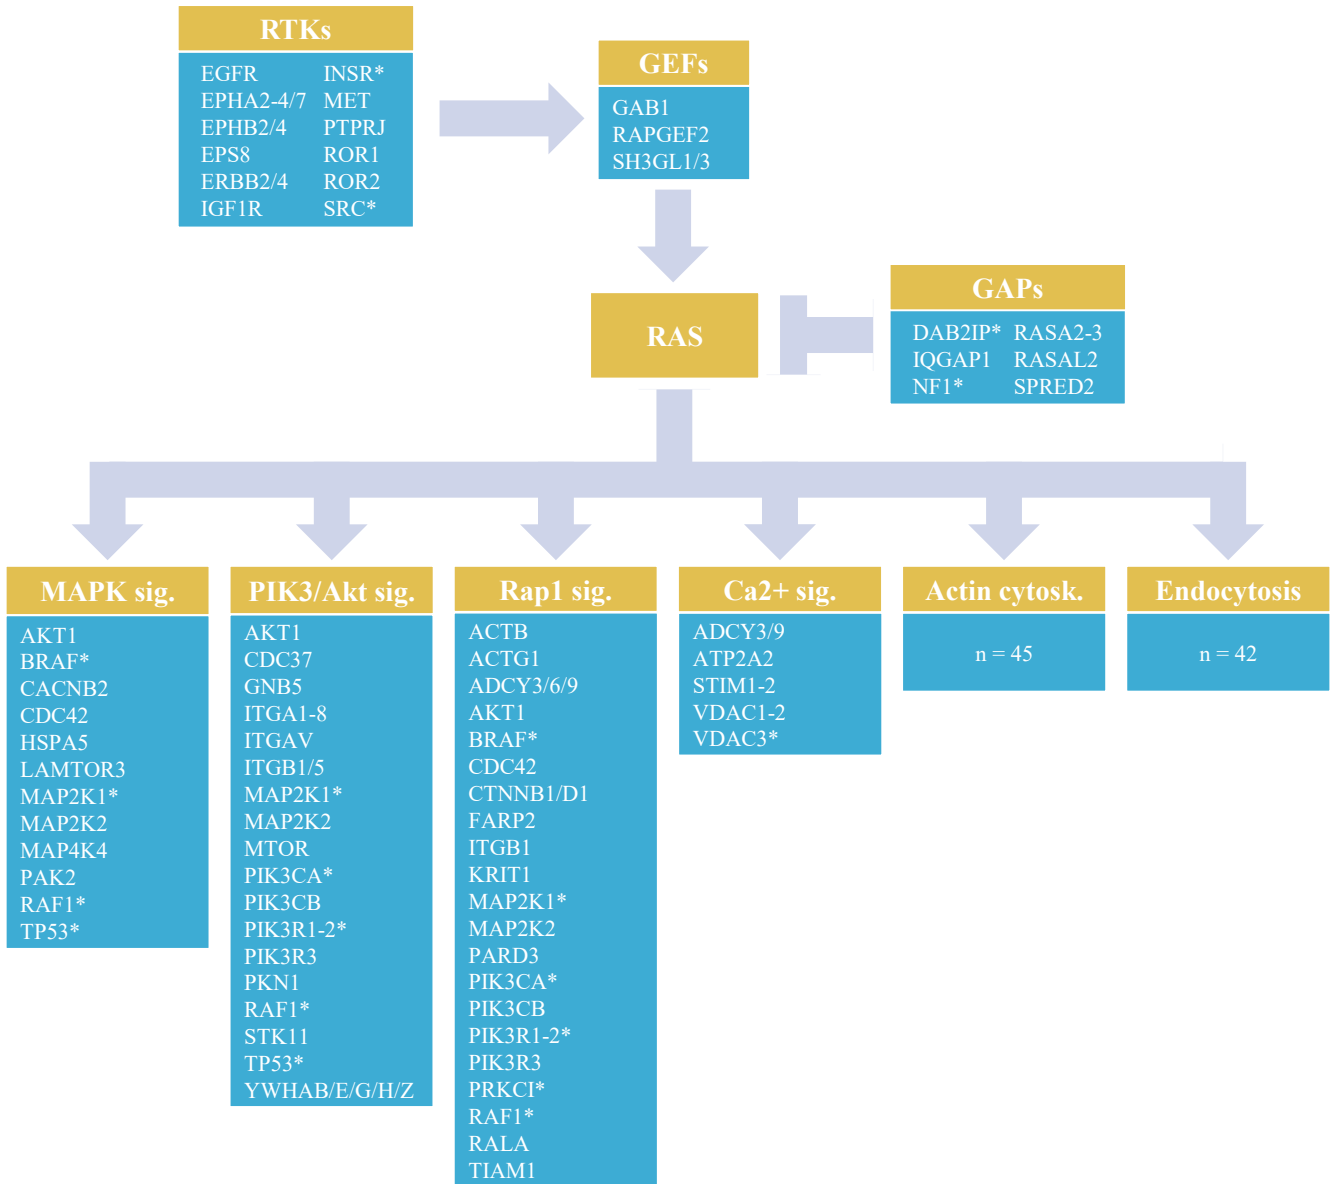 RTKs
EGFR INSR*
EPHA2-4/7 MET
EPHB2/4 PTPRJ
EPS8 ROR1
ERBB2/4 ROR2
IGF1R SRC*
GEFs
GAB1
RAPGEF2
SH3GL1/3
RAS
GAPs
DAB2IP* RASA2-3
IQGAP1 RASAL2
NF1* SPRED2
MAPK sig.
AKT1
BRAF*
CACNB2
CDC42
HSPA5
LAMTOR3
MAP2K1*
MAP2K2
MAP4K4
PAK2
RAF1*
TP53*
PIK3/Akt sig.
AKT1
CDC37
GNB5
ITGA1-8
ITGAV
ITGB1/5
MAP2K1*
MAP2K2
MTOR
PIK3CA*
PIK3CB
PIK3R1-2*
PIK3R3
PKN1
RAF1*
STK11
TP53*
YWHAB/E/G/H/Z
Rap1 sig.
ACTB
ACTG1
ADCY3/6/9
AKT1
BRAF*
CDC42
CTNNB1/D1
FARP2
ITGB1
KRIT1
MAP2K1*
MAP2K2
PARD3
PIK3CA*
PIK3CB
PIK3R1-2*
PIK3R3
PRKCI*
RAF1*
RALA
TIAM1
Ca2+ sig.
ADCY3/9
ATP2A2
STIM1-2
VDAC1-2
VDAC3*
Actin cytosk.
n = 45
Endocytosis
n = 42